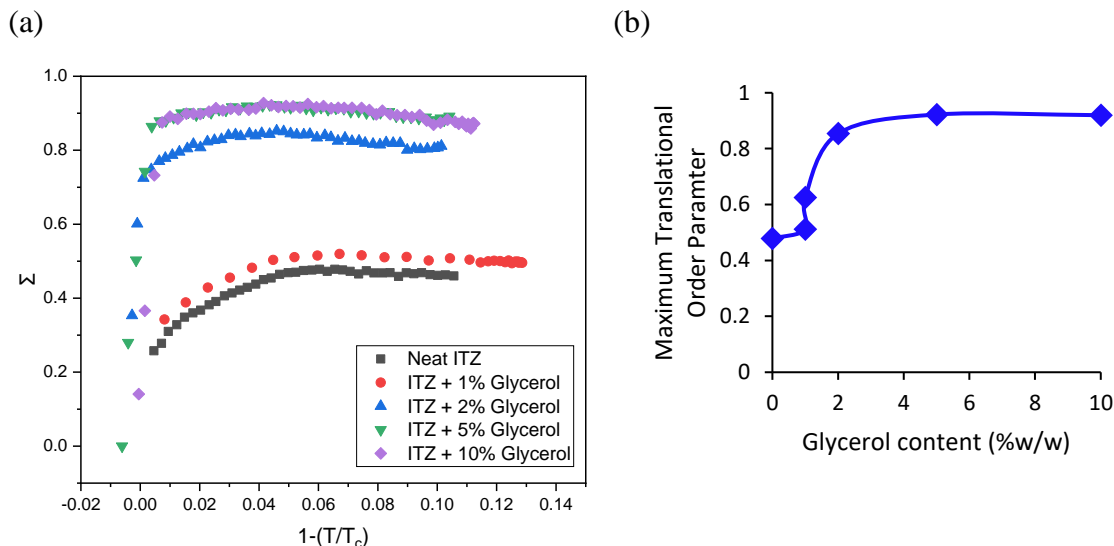 (a)
(b)
1.0
0.8
0.6
0.4
0.2
0.0
Σ
-0.02 0.00 0.02 0.04 0.06 0.08 0.10 0.12 0.14
1-(T/Tc)
Neat ITZ
ITZ + 1% Glycerol
ITZ + 2% Glycerol
ITZ + 5% Glycerol
ITZ + 10% Glycerol
Maximum Translational
Order Paramter
1
0.8
0.6
0.4
0.2
0
0 2 4 6 8 10
Glycerol content (%w/w)